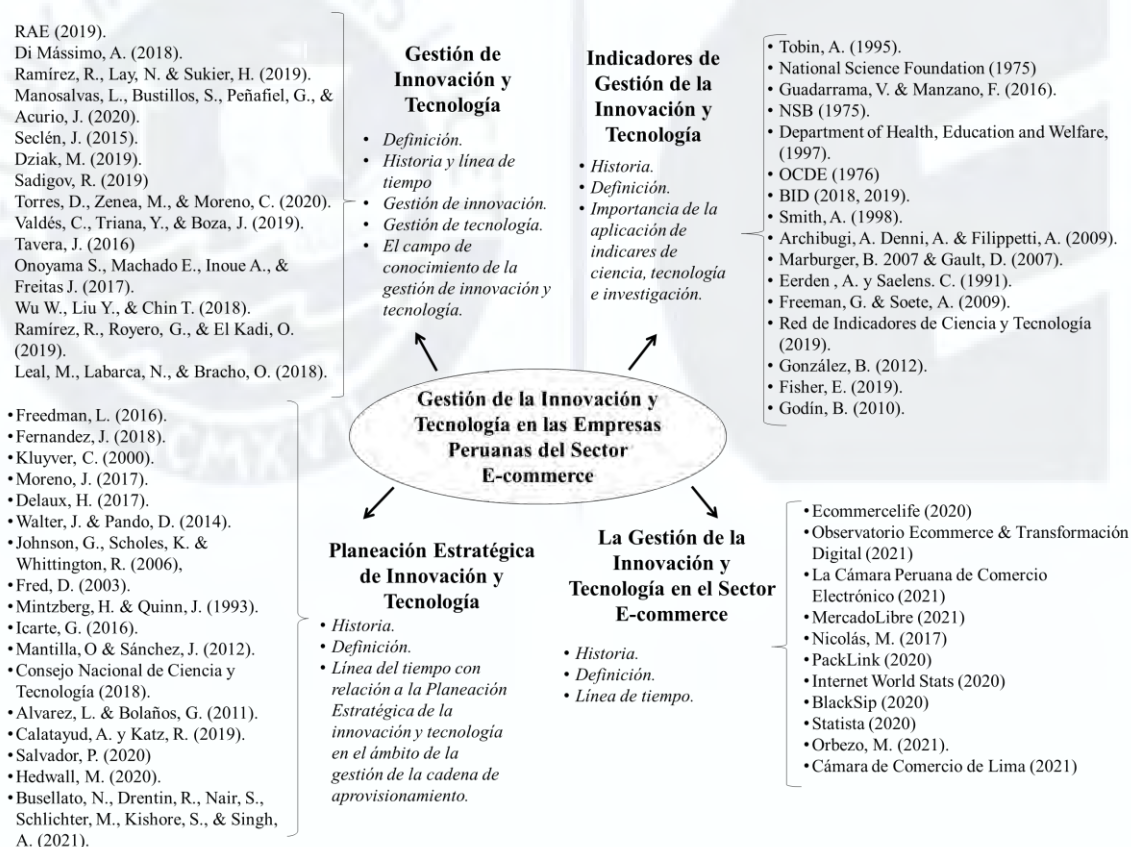 RAE (2019).
Di Mássimo, A. (2018).
Ramírez, R., Lay, N. & Sukier, H. (2019).
Manosalvas, L., Bustillos, S., Peñafiel, G., &
Acurio, J. (2020).
Seclén, J. (2015).
Dziak, M. (2019).
Sadigov, R. (2019)
Torres, D., Zenea, M., & Moreno, C. (2020).
Valdés, C., Triana, Y., & Boza, J. (2019).
Tavera, J. (2016)
Onoyama S., Machado E., Inoue A., &
Freitas J. (2017).
Wu W., Liu Y., & Chin T. (2018).
Ramírez, R., Royero, G., & El Kadi, O.
(2019).
Leal, M., Labarca, N., & Bracho, O. (2018).
Gestión de
Innovación y
Tecnología
• Definición.
• Historia y línea de
tiempo
• Gestión de innovación.
• Gestión de tecnología.
• El campo de
conocimiento de la
gestión de innovación y
tecnología.
Indicadores de
Gestión de la
Innovación y
Tecnología
• Historia.
• Definición.
• Importancia de la
aplicación de
indicares de
ciencia, tecnología
e investigación.
• Tobin, A. (1995).
• National Science Foundation (1975)
• Guadarrama, V. & Manzano, F. (2016).
• NSB (1975).
• Department of Health, Education and Welfare,
(1997).
• OCDE (1976)
• BID (2018, 2019).
• Smith, A. (1998).
• Archibugi, A. Denni, A. & Filippetti, A. (2009).
• Marburger, B. 2007 & Gault, D. (2007).
• Eerden , A. y Saelens. C. (1991).
• Freeman, G. & Soete, A. (2009).
• Red de Indicadores de Ciencia y Tecnología
(2019).
• González, B. (2012).
• Fisher, E. (2019).
• Godín, B. (2010).
Gestión de la Innovación y
Tecnología en las Empresas
Peruanas del Sector
E-commerce
• Freedman, L. (2016).
• Fernandez, J. (2018).
• Kluyver, C. (2000).
• Moreno, J. (2017).
• Delaux, H. (2017).
• Walter, J. & Pando, D. (2014).
• Johnson, G., Scholes, K. &
Whittington, R. (2006),
• Fred, D. (2003).
• Mintzberg, H. & Quinn, J. (1993).
• Icarte, G. (2016).
• Mantilla, O & Sánchez, J. (2012).
• Consejo Nacional de Ciencia y
Tecnología (2018).
• Alvarez, L. & Bolaños, G. (2011).
• Calatayud, A. y Katz, R. (2019).
• Salvador, P. (2020)
• Hedwall, M. (2020).
• Busellato, N., Drentin, R., Nair, S.,
Schlichter, M., Kishore, S., & Singh,
A. (2021).
Planeación Estratégica
de Innovación y
Tecnología
• Historia.
• Definición.
• Línea del tiempo con
relación a la Planeación
Estratégica de la
innovación y tecnología
en el ámbito de la
gestión de la cadena de
aprovisionamiento.
La Gestión de la
Innovación y
Tecnología en el Sector
E-commerce
• Historia.
• Definición.
• Línea de tiempo.
• Ecommercelife (2020)
• Observatorio Ecommerce & Transformación
Digital (2021)
• La Cámara Peruana de Comercio
Electrónico (2021)
• MercadoLibre (2021)
• Nicolás, M. (2017)
• PackLink (2020)
• Internet World Stats (2020)
• BlackSip (2020)
• Statista (2020)
• Orbezo, M. (2021).
• Cámara de Comercio de Lima (2021)
CMXVI